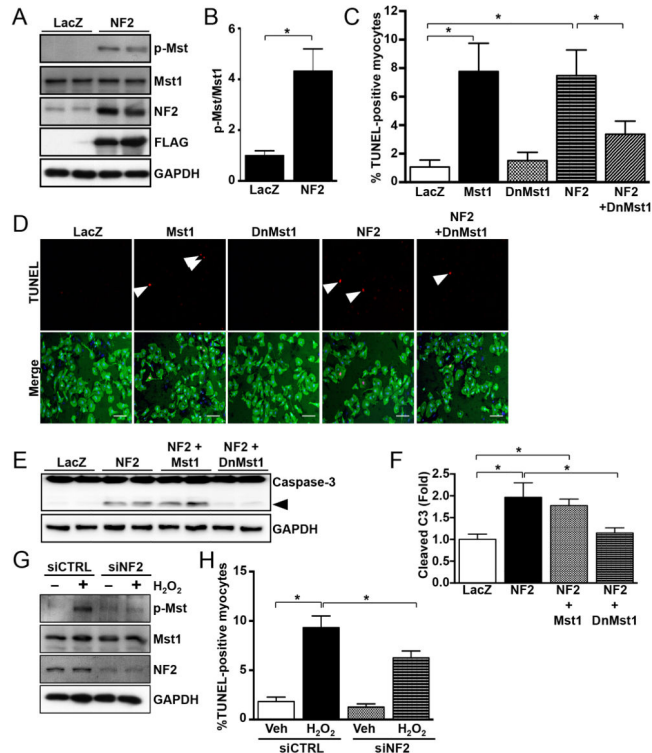 A
LacZ NF2
p-Mst
Mst1
NF2
FLAG
GAPDH
B
p-Mst/Mst1
6
4
2
0
*
LacZ NF2
C
% TUNEL-positive myocytes
12
10
8
6
4
2
0
* * *
LacZ Mst1 DnMst1 NF2 NF2
+DnMst1
D
LacZ Mst1 DnMst1 NF2 NF2
+DnMst1
TUNEL
Merge
E
LacZ NF2 NF2 + Mst1 NF2 + DnMst1
Caspase-3
GAPDH
F
Cleaved C3 (Fold)
2.5
2.0
1.5
1.0
0.5
0.0
*
* *
LacZ NF2 NF2 NF2
+ +
Mst1 DnMst1
G
siCTRL siNF2
– + – + H2O2
p-Mst
Mst1
NF2
GAPDH
H
%TUNEL-positive myocytes
15
10
5
0
* *
Veh H2O2 Veh H2O2
siCTRL siNF2